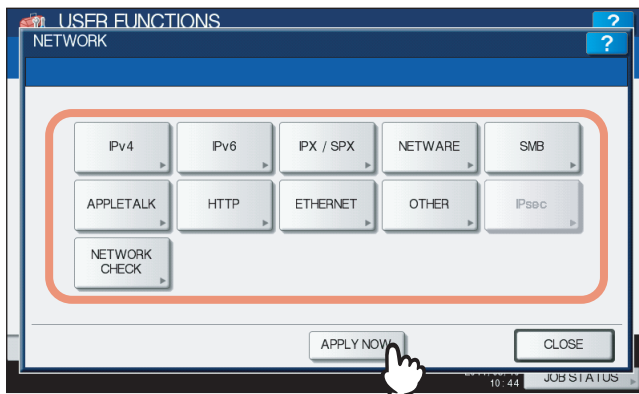 USER FUNCTIONS ?
NETWORK ?
IPv4 IPv6 IPX / SPX NETWARE SMB
APPLETALK HTTP ETHERNET OTHER IPsec
NETWORK
CHECK
APPLY NOW CLOSE
10:44 JOB STATUS